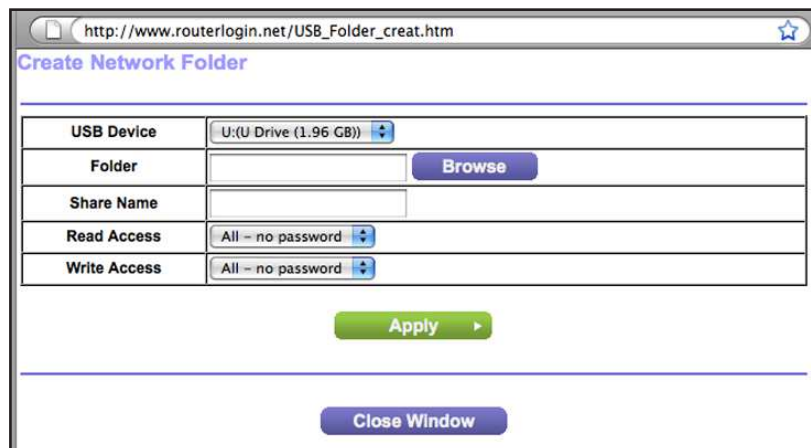 http://www.routerlogin.net/USB_Folder_creat.htm
Create Network Folder
USB Device U:(U Drive (1.96 GB))
Folder Browse
Share Name
Read Access All – no password
Write Access All – no password
Apply
Close Window